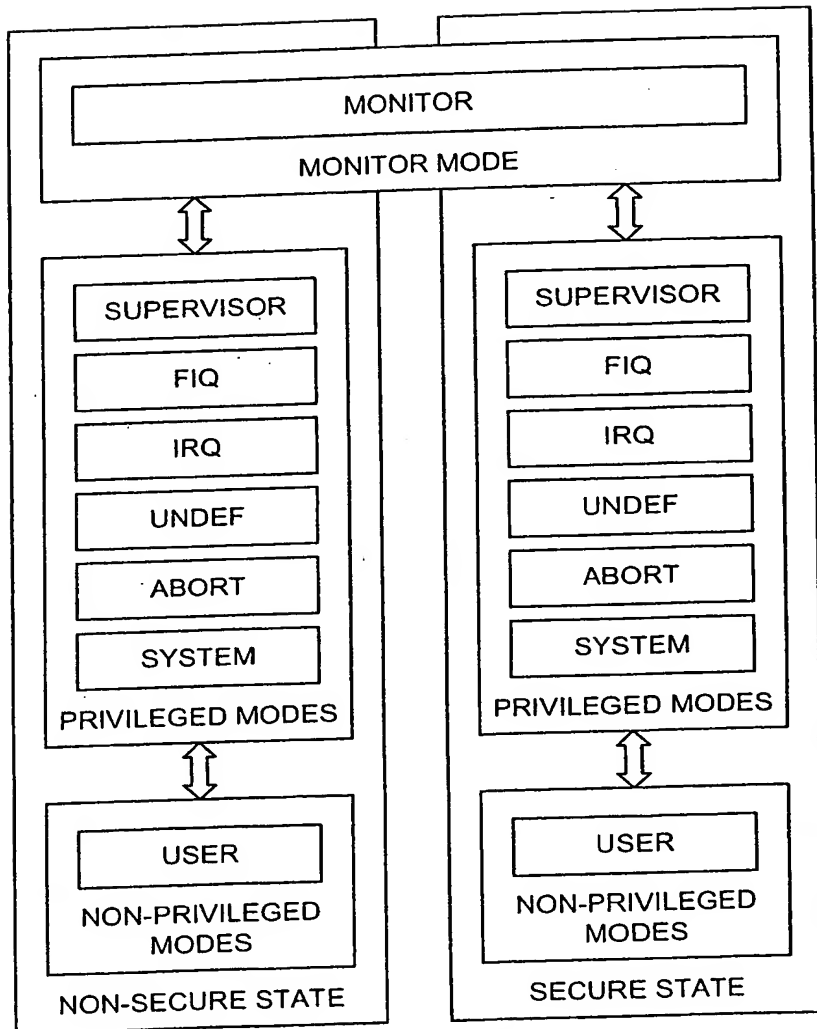 MONITOR
MONITOR MODE
SUPERVISOR
FIQ
IRQ
UNDEF
ABORT
SYSTEM
PRIVILEGED MODES
USER
NON-PRIVILEGED
MODES
NON-SECURE STATE
SUPERVISOR
FIQ
IRQ
UNDEF
ABORT
SYSTEM
PRIVILEGED MODES
USER
NON-PRIVILEGED
MODES
SECURE STATE